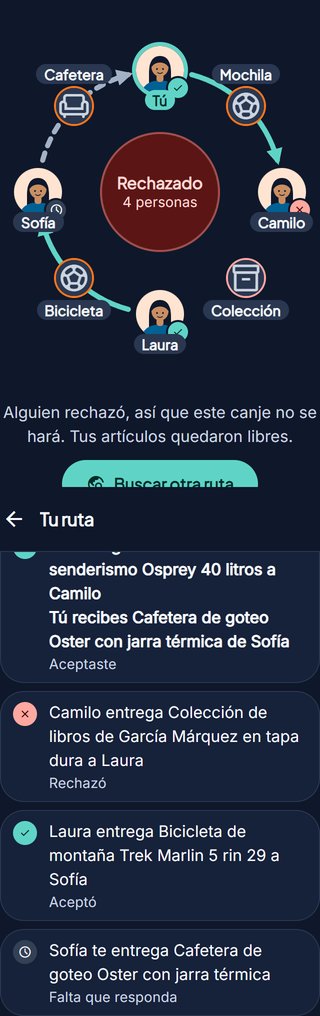 Cafetera
Mochila
Tú
Rechazado
4 personas
Sofía
Camilo
Bicicleta
Colección
Laura
Alguien rechazó, así que este canje no se
hará. Tus artículos quedaron libres.
Buscar otra ruta
Tu ruta
senderismo Osprey 40 litros a
Camilo
Tú recibes Cafetera de goteo
Oster con jarra térmica de Sofía
Aceptaste
Camilo entrega Colección de
libros de García Márquez en tapa
dura a Laura
Rechazó
Laura entrega Bicicleta de
montaña Trek Marlin 5 rin 29 a
Sofía
Aceptó
Sofía te entrega Cafetera de
goteo Oster con jarra térmica
Falta que responda